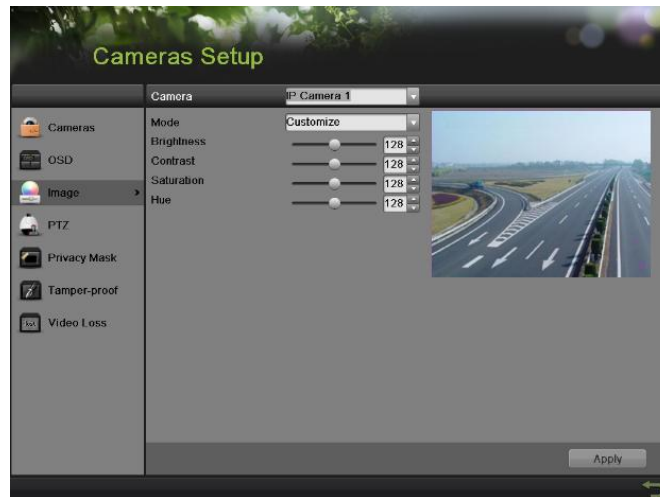 Cameras Setup
Camera IP Camera 1
Cameras
OSD
Image
PTZ
Privacy Mask
Tamper-proof
Video Loss
Mode Customize
Brightness 128
Contrast 128
Saturation 128
Hue 128
Apply